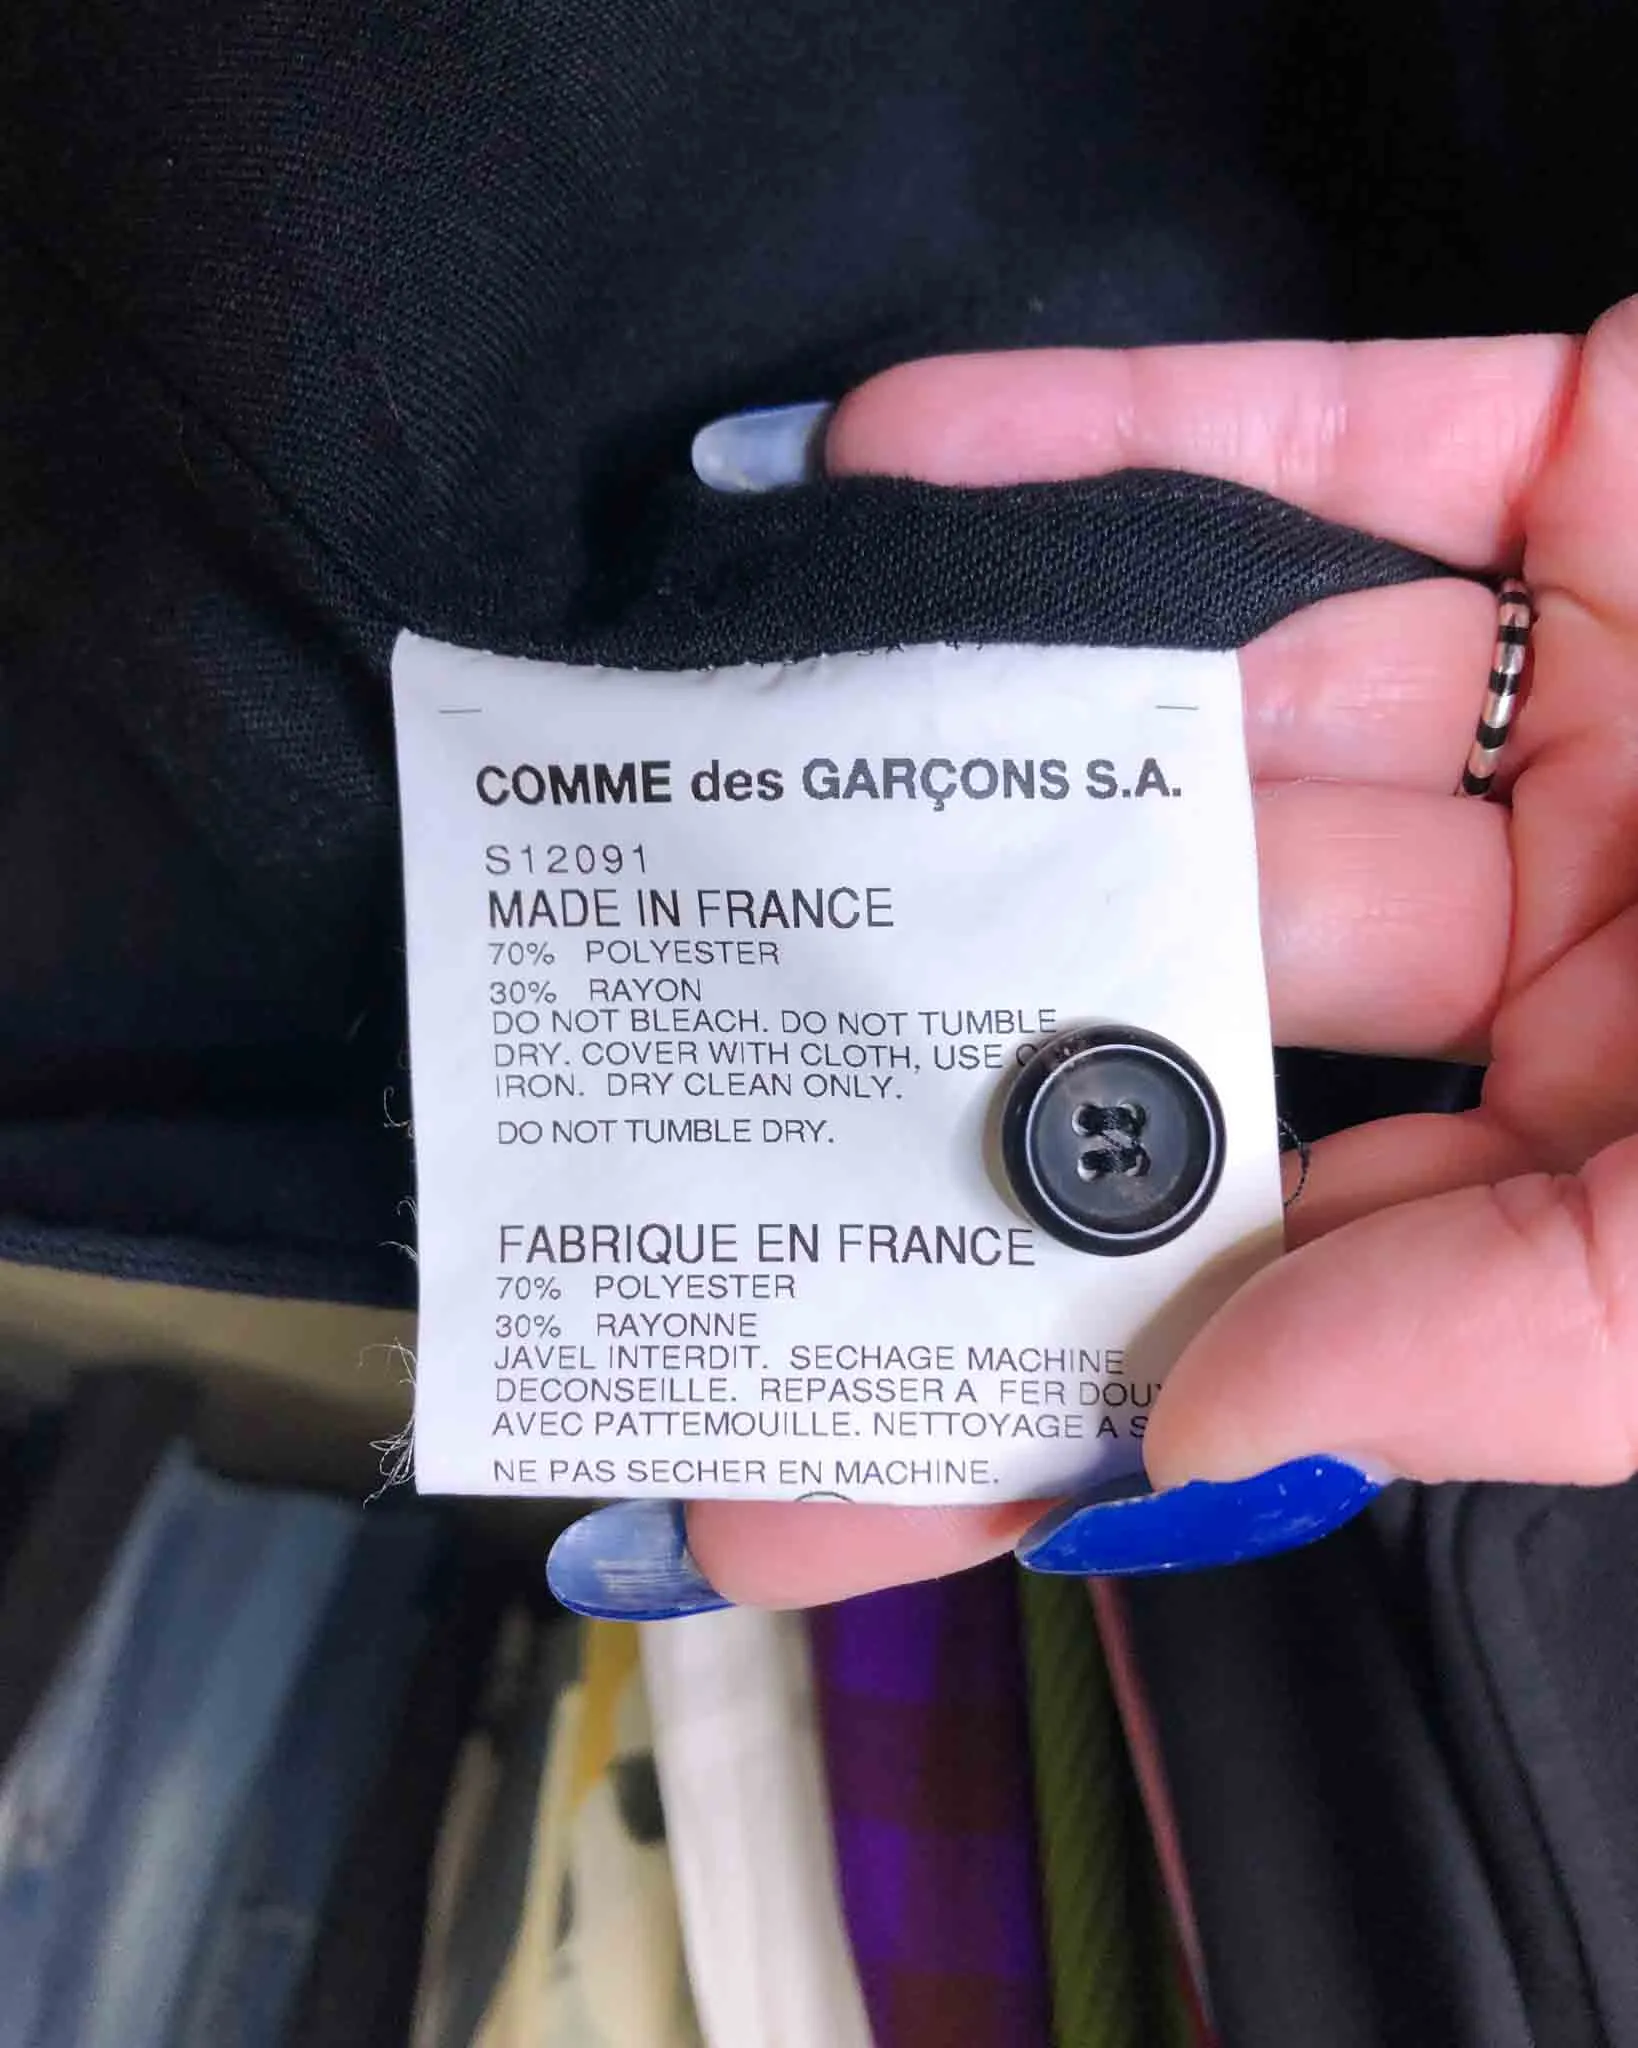 COMME des GARÇONS S.A.
S12091
MADE IN FRANCE
70% POLYESTER
30% RAYON
DO NOT BLEACH. DO NOT TUMBLE
DRY. COVER WITH CLOTH, USE
IRON. DRY CLEAN ONLY.
DO NOT TUMBLE DRY.
FABRIQUE EN FRANCE
70% POLYESTER
30% RAYONNE
JAVEL INTERDIT. SECHAGE MACHINE
DECONSEILLE. REPASSER A FER
AVEC PATTEMOUILLE. NETTOYAGE A
NE PAS SECHER EN MACHINE.